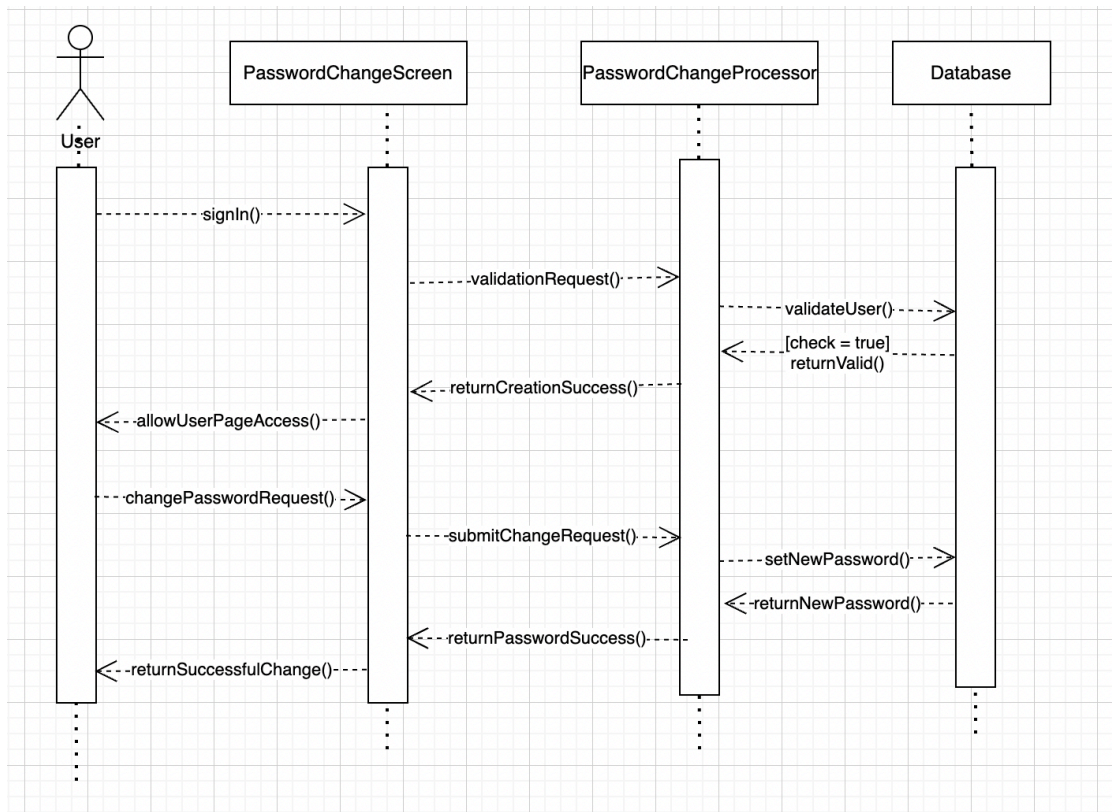 PasswordChangeScreen
PasswordChangeProcessor
Database
User
signIn()
validationRequest()
validateUser()
[check = true]
returnValid()
returnCreationSuccess()
allowUserPageAccess()
changePasswordRequest()
submitChangeRequest()
setNewPassword()
returnNewPassword()
returnPasswordSuccess()
returnSuccessfulChange()